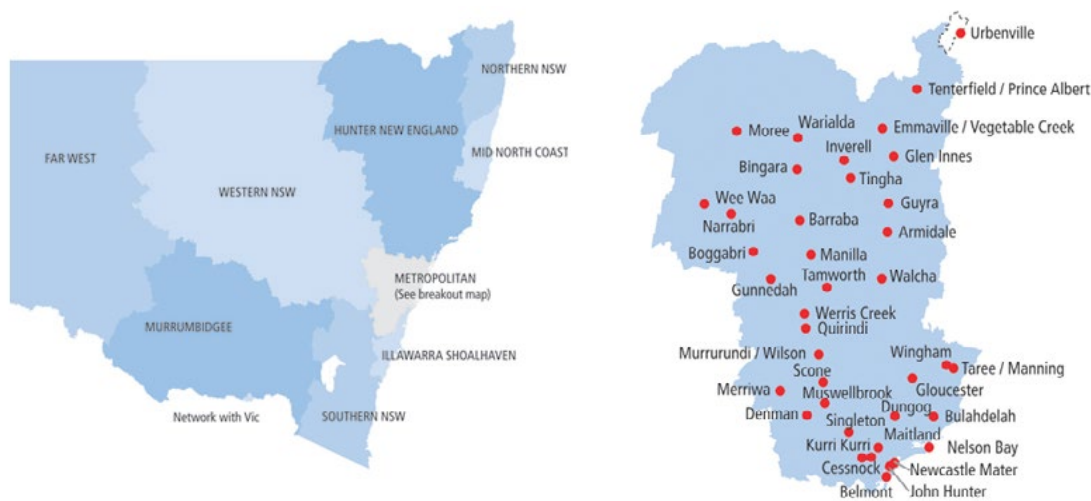 NORTHERN NSW
HUNTER NEW ENGLAND
MID NORTH COAST
FAR WEST
WESTERN NSW
METROPOLITAN
(See breakout map)
MURRUMBIDGEE
ILLAWARRA SHOALHAVEN
Network with Vic
SOUTHERN NSW
Urbenville
Tenterfield / Prince Albert
Moree
Warialda
Emmaville / Vegetable Creek
Inverell
Glen Innes
Bingara
Tingha
Wee Waa
Guyra
Narrabri
Barraba
Armidale
Boggabri
Manilla
Tamworth
Walcha
Gunnedah
Werris Creek
Quirindi
Murrurundi / Wilson
Wingham
Taree / Manning
Scone
Gloucester
Merriwa
Muswellbrook
Denman
Dungog
Bulahdelah
Singleton
Maitland
Kurri Kurri
Nelson Bay
Cessnock
Newcastle Mater
Belmont
John Hunter